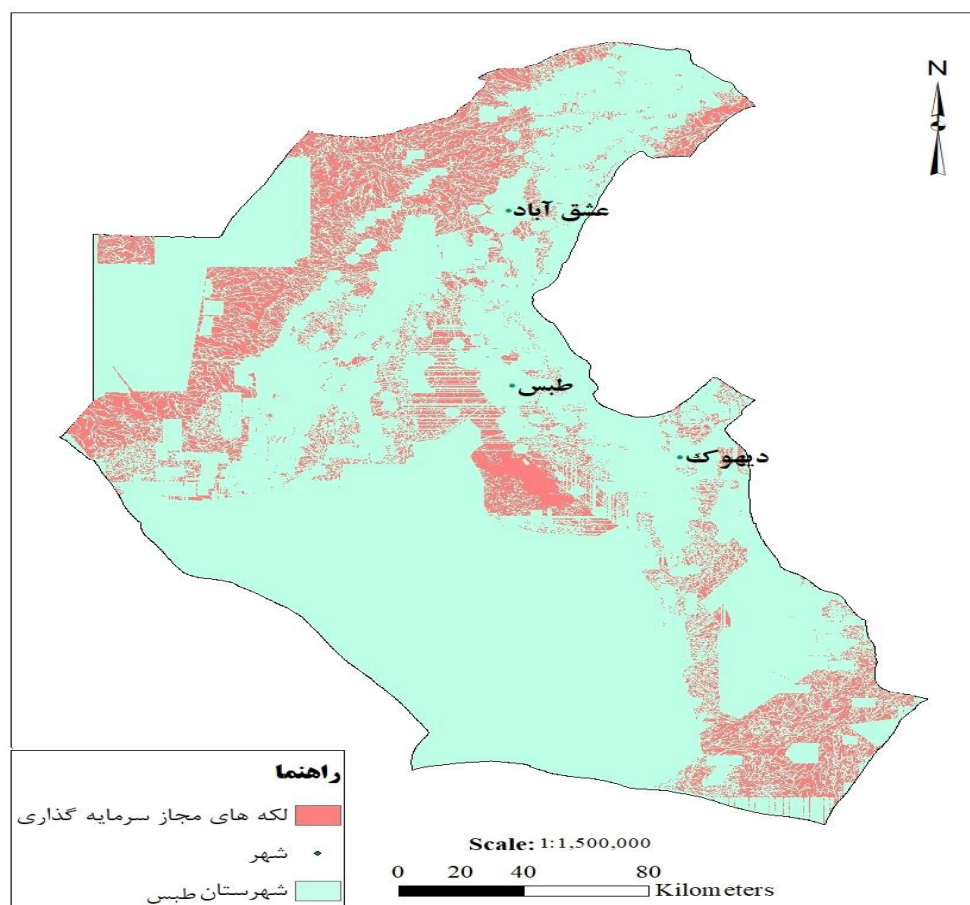 N
عشق آباد
طبس
دیهوک
راهنما
لکه های مجاز سرمایه گذاری
شهر
شهرستان طبس
Scale: 1:1,500,000
0 20 40 80
Kilometers